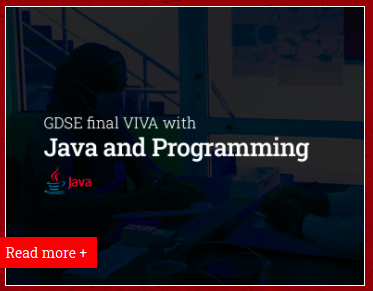 GDSE final VIVA with
Java and Programming
Java
Read more +